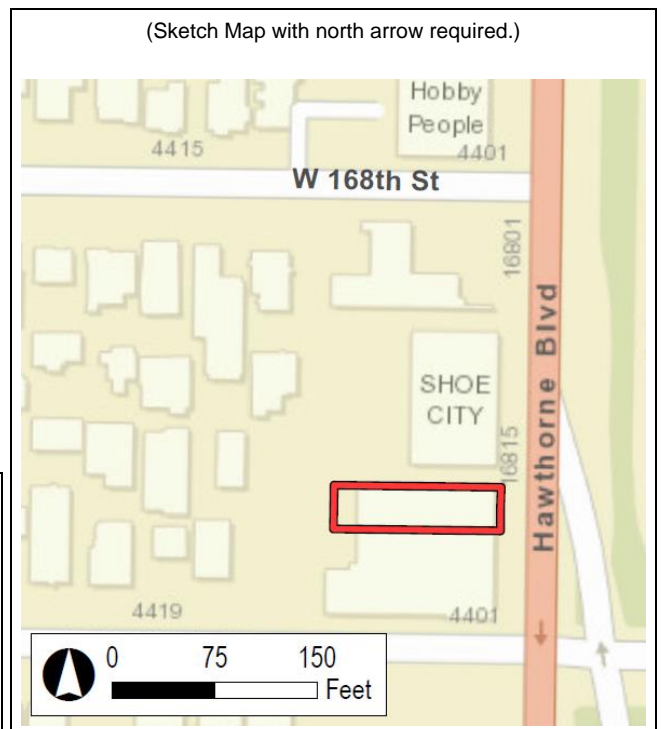 (Sketch Map with north arrow required.)
Hobby
People
4415
4401
W 168th St
16801
Hawthorne Blvd
SHOE
CITY
16815
4419
4401
0 75 150
Feet